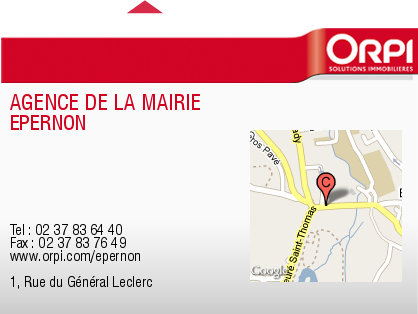 ORPI
SOLUTIONS IMMOBILIÈRES
AGENCE DE LA MAIRIE
EPERNON
ros Pavé
C
Saint-Thomas
Google
Tel : 02 37 83 64 40
Fax : 02 37 83 76 49
www.orpi.com/epernon
1, Rue du Général Leclerc